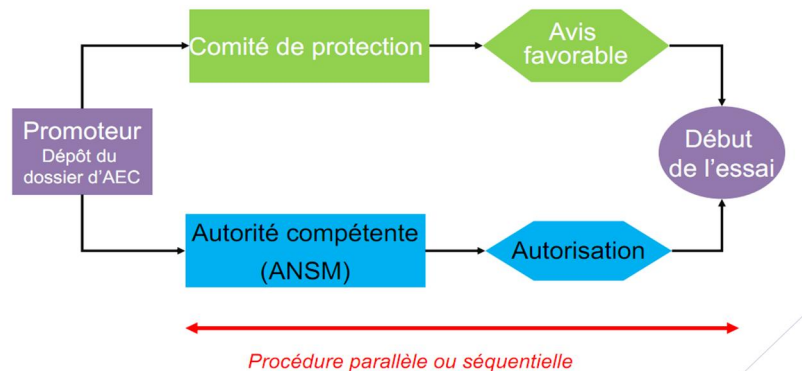 Promoteur
Dépôt du
dossier d'AEC
Comité de protection
Avis
favorable
Autorité compétente
(ANSM)
Autorisation
Début
de l'essai
Procédure parallèle ou séquentielle